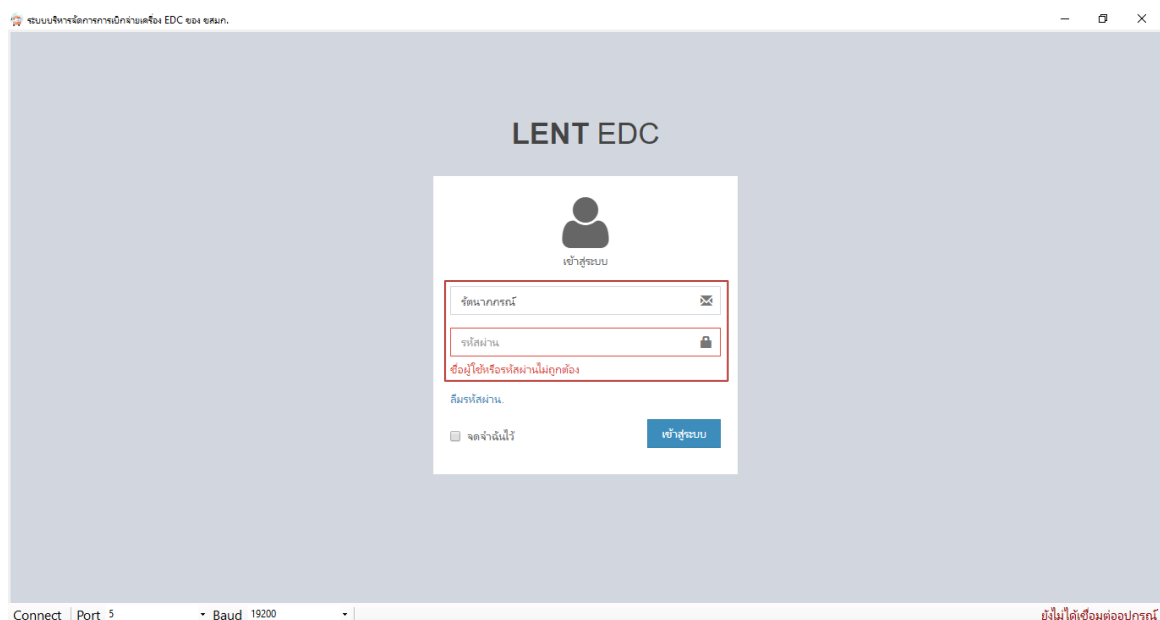 ระบบบริหารจัดการการเบิกจ่ายเครื่อง EDC ของ ขสมก.
LENT EDC
เข้าสู่ระบบ
รัตนากกรณ์
รหัสผ่าน
ชื่อผู้ใช้หรือรหัสผ่านไม่ถูกต้อง
ลืมรหัสผ่าน.
จดจำฉันไว้
เข้าสู่ระบบ
Connect Port 5 Baud 19200 ยังไม่ได้เชื่อมต่ออุปกรณ์